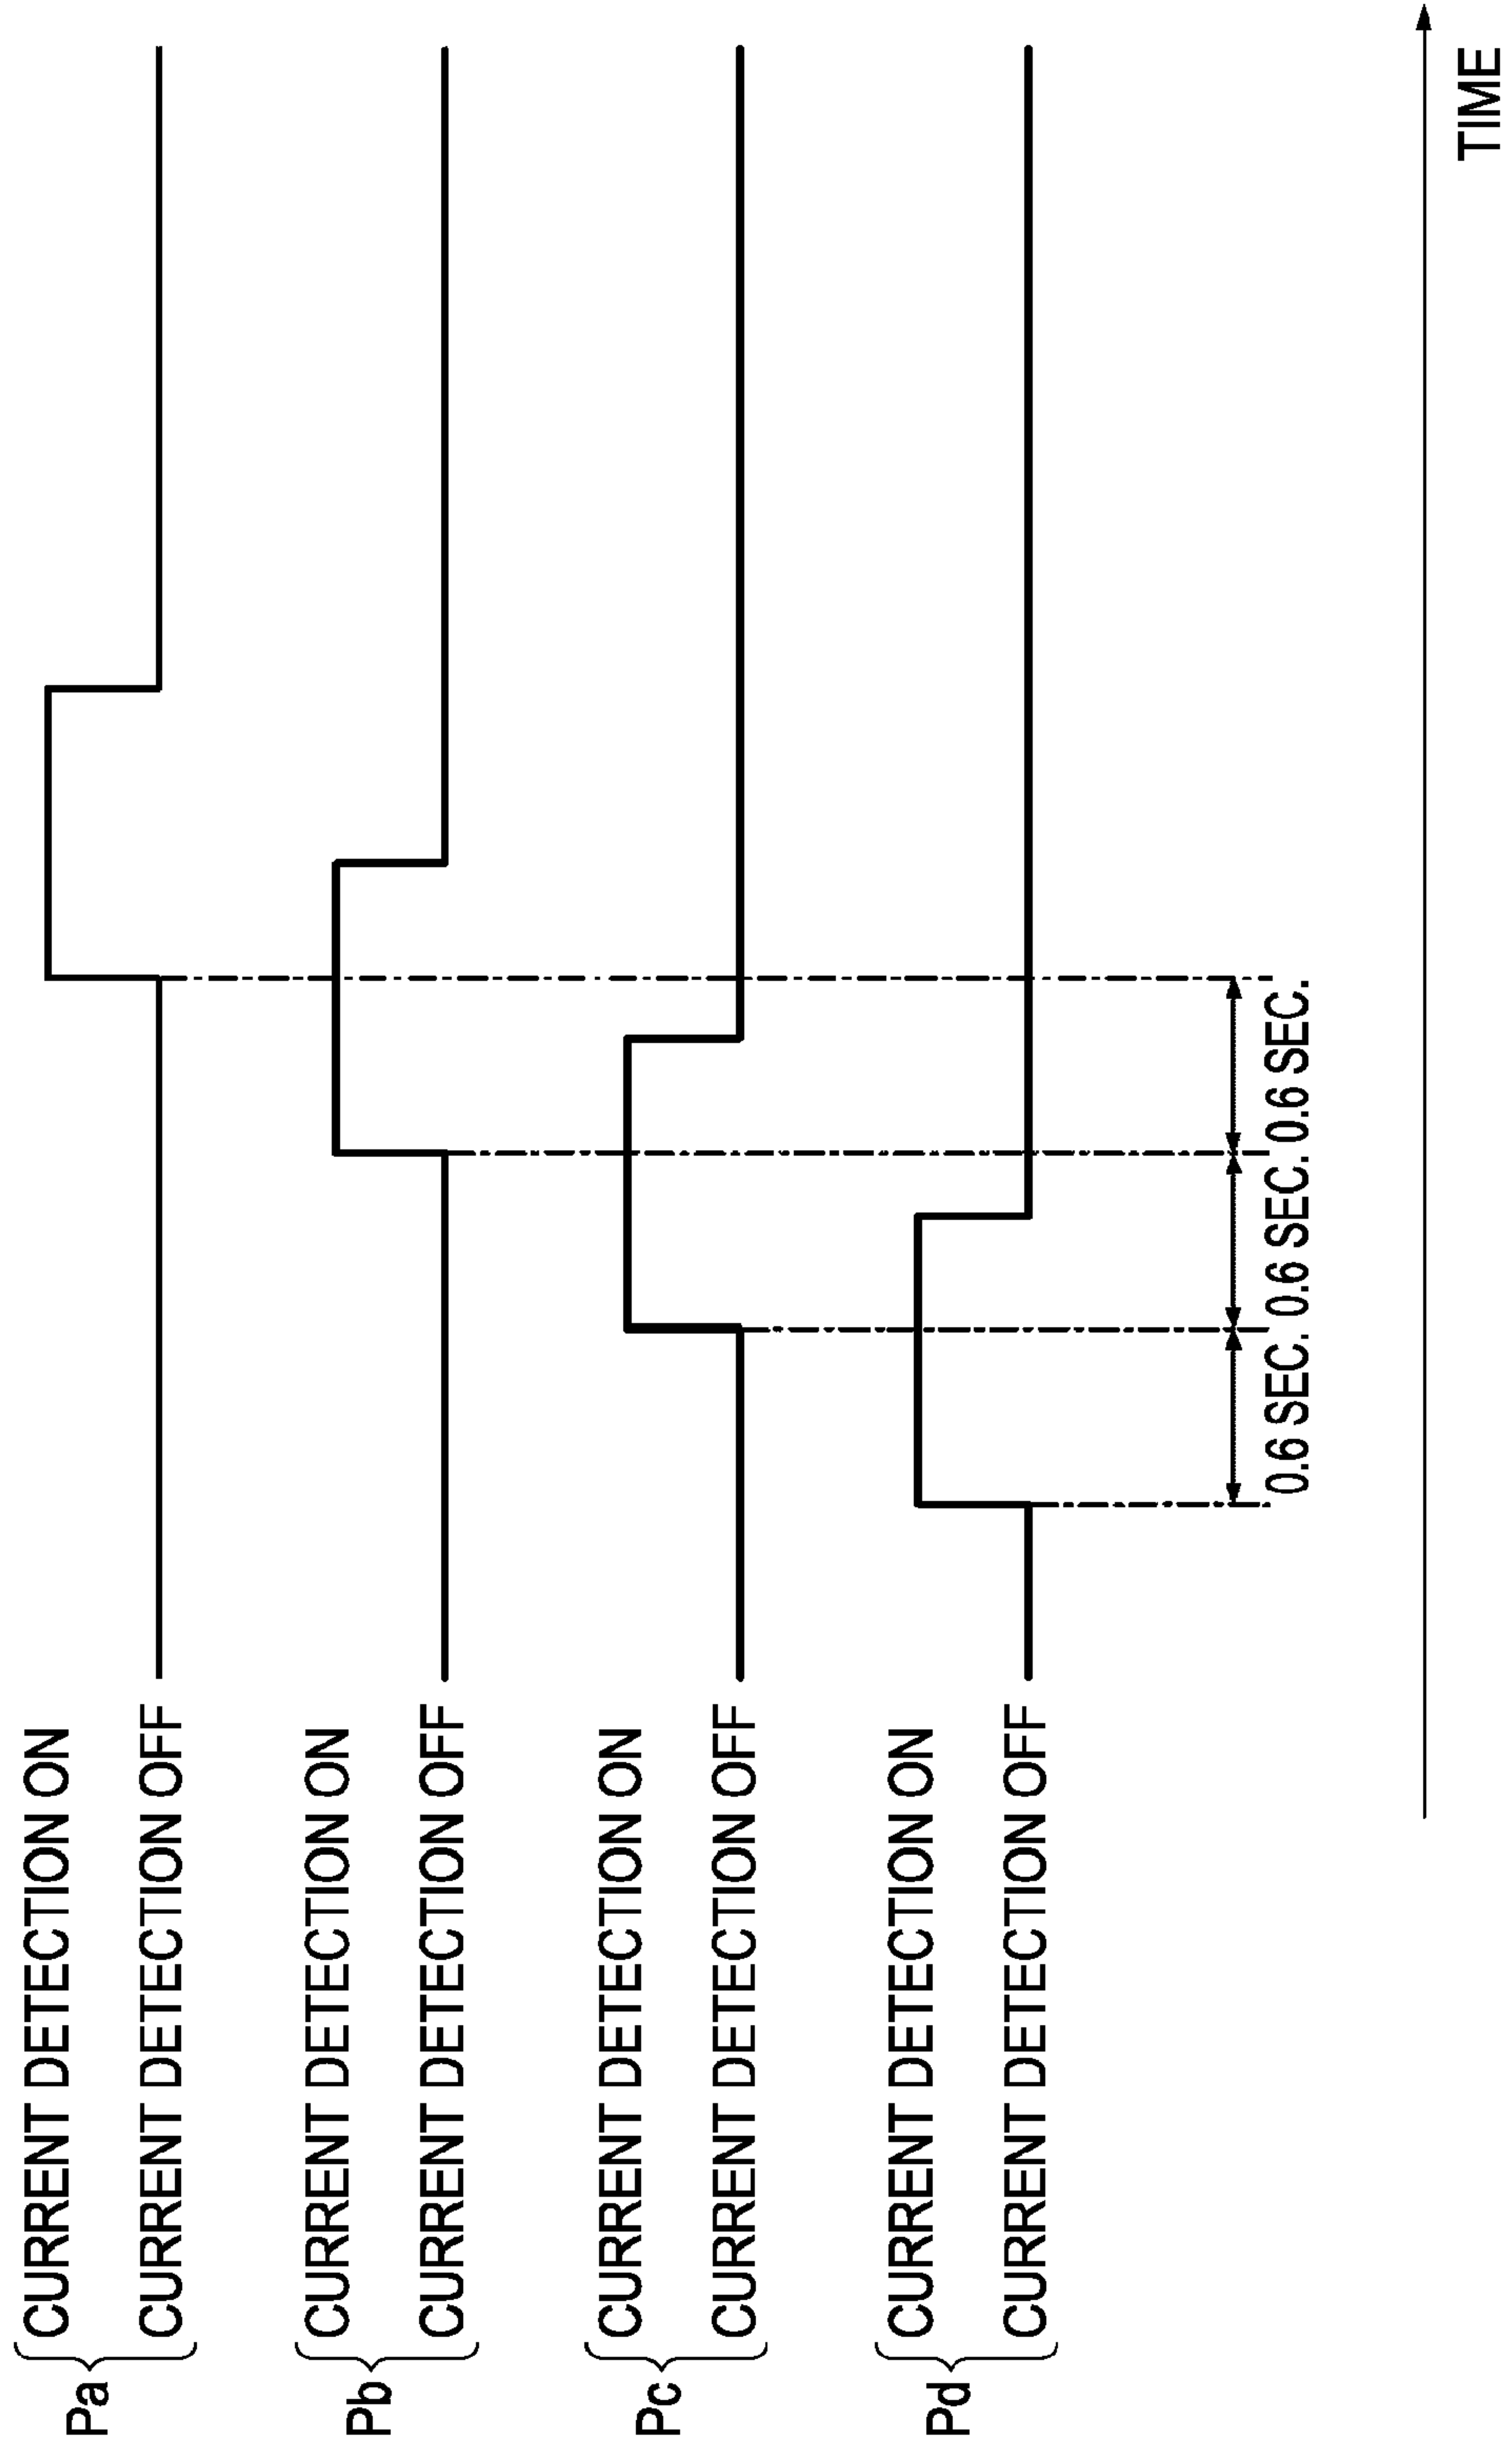 Pa
CURRENT DETECTION ON
CURRENT DETECTION OFF
Pb
CURRENT DETECTION ON
CURRENT DETECTION OFF
Pc
CURRENT DETECTION ON
CURRENT DETECTION OFF
Pd
CURRENT DETECTION ON
CURRENT DETECTION OFF
0.6 SEC. 0.6 SEC. 0.6 SEC.
TIME